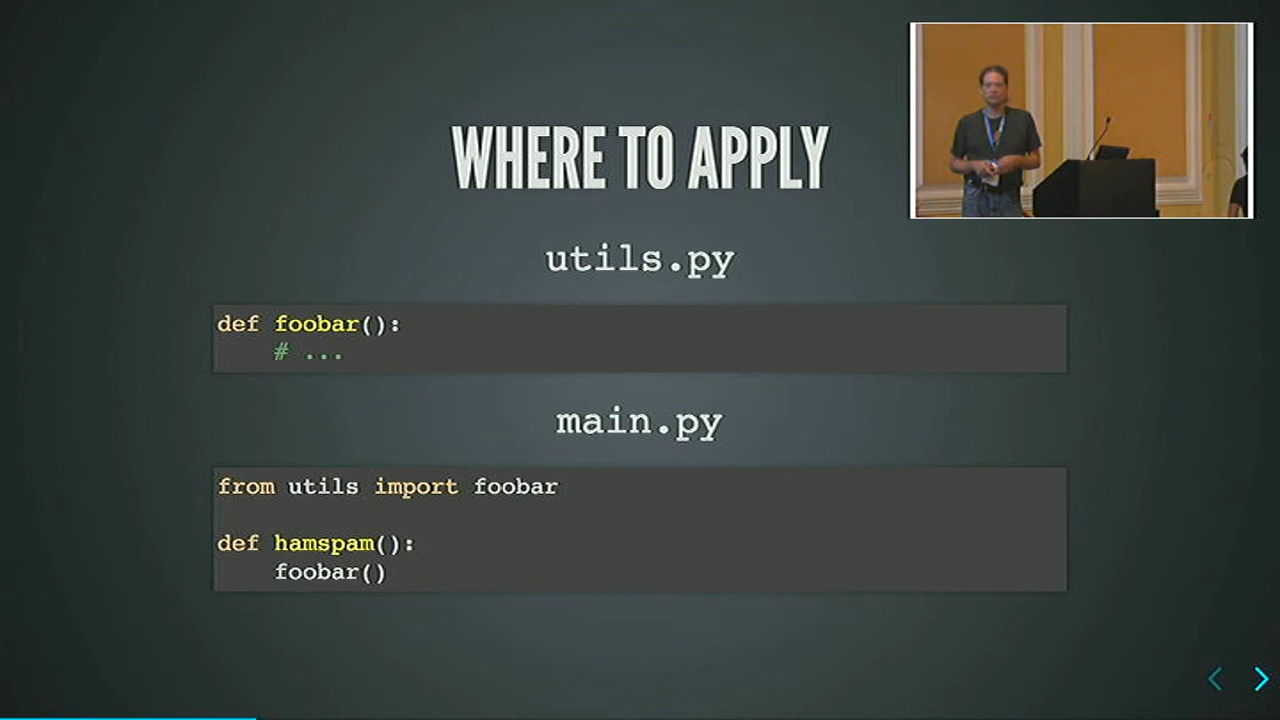 WHERE TO APPLY
utils.py
def foobar():
    # ...
main.py
from utils import foobar
def hamspam():
    foobar()